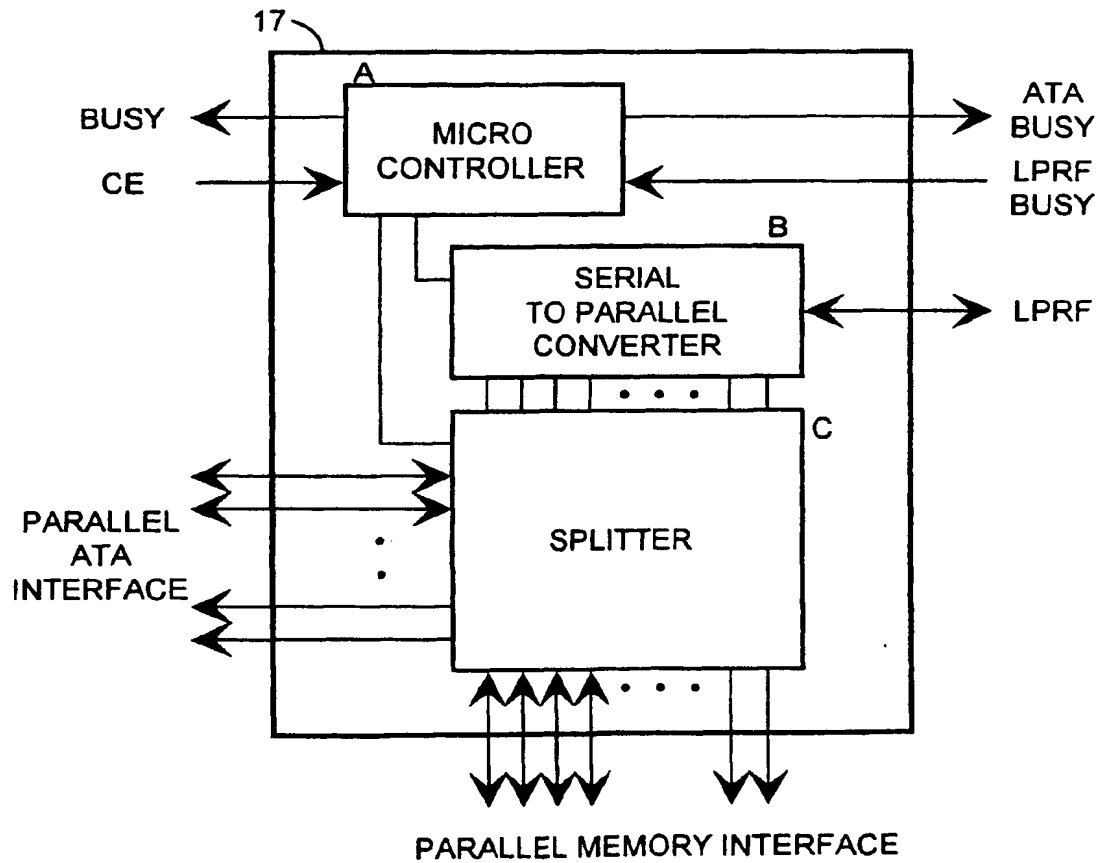 17
A
BUSY
CE
MICRO
CONTROLLER
ATA
BUSY
LPRF
BUSY
B
SERIAL
TO PARALLEL
CONVERTER
LPRF
C
SPLITTER
PARALLEL
ATA
INTERFACE
PARALLEL MEMORY INTERFACE